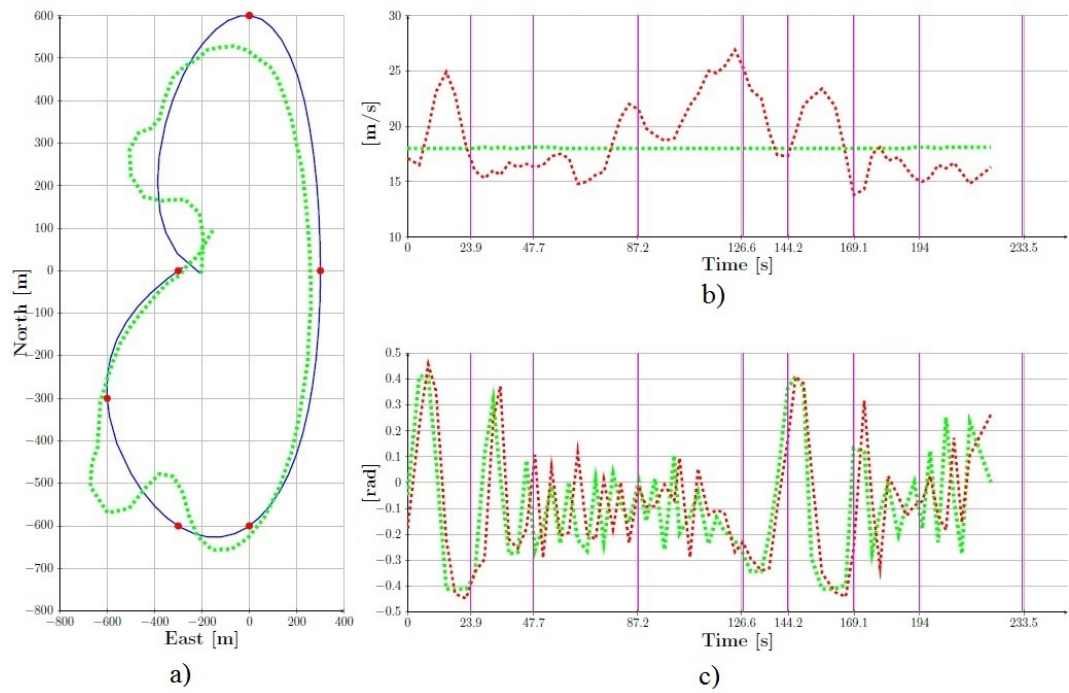 600
500
400
300
200
100
0
−100
−200
−300
−400
−500
−600
−700
−800
North [m]
−800 −600 −400 −200 0 200 400
East [m]
a)
30
25
20
15
10
[m/s]
0 23.9 47.7 87.2 126.6 144.2 169.1 194 233.5
Time [s]
b)
0.5
0.4
0.3
0.2
0.1
0
−0.1
−0.2
−0.3
−0.4
−0.5
[rad]
0 23.9 47.7 87.2 126.6 144.2 169.1 194 233.5
Time [s]
c)